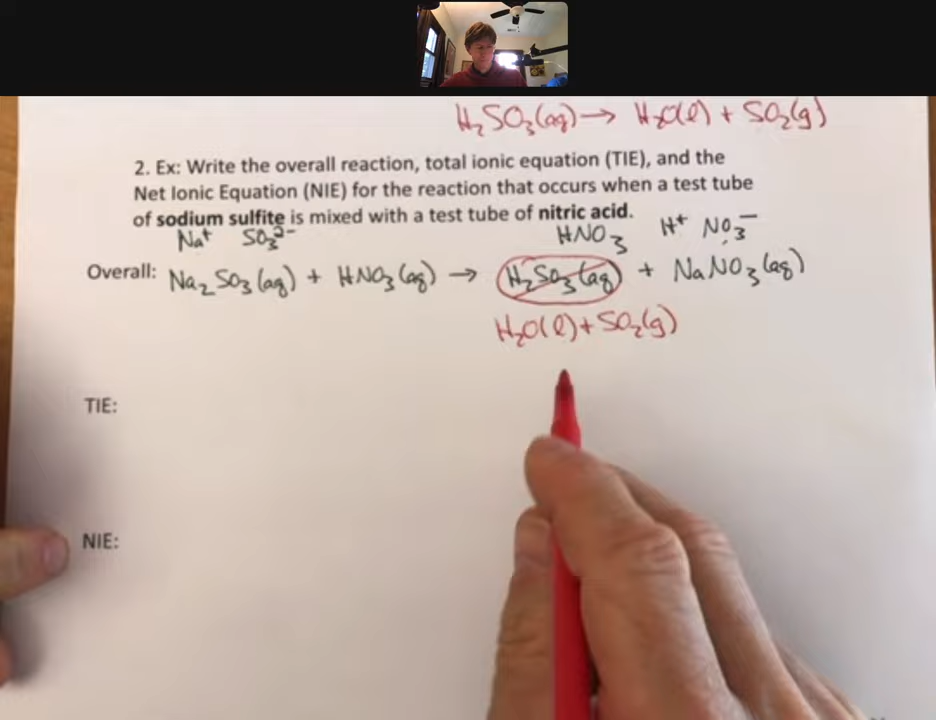 H₂SO₃(aq) → H₂O(l) + SO₂(g)
2. Ex: Write the overall reaction, total ionic equation (TIE), and the
Net Ionic Equation (NIE) for the reaction that occurs when a test tube
of sodium sulfite is mixed with a test tube of nitric acid.
Na⁺ SO₃²⁻ HNO₃ H⁺ NO₃⁻
Overall: Na₂SO₃(aq) + HNO₃(aq) → H₂SO₃(aq) + NaNO₃(aq)
H₂O(l) + SO₂(g)
TIE:
NIE: